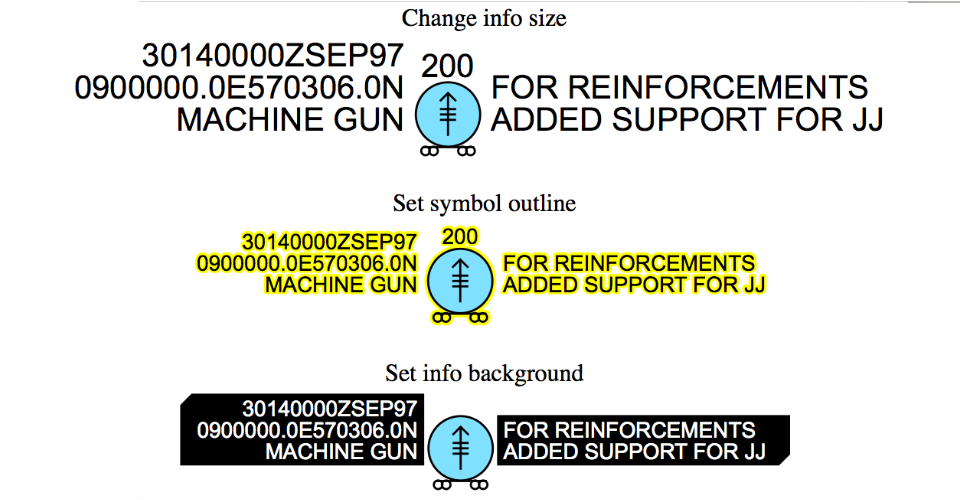 Change info size
30140000ZSEP97
200
0900000.0E570306.0N
FOR REINFORCEMENTS
MACHINE GUN
ADDED SUPPORT FOR JJ
Set symbol outline
30140000ZSEP97
200
0900000.0E570306.0N
FOR REINFORCEMENTS
MACHINE GUN
ADDED SUPPORT FOR JJ
Set info background
30140000ZSEP97
0900000.0E570306.0N
FOR REINFORCEMENTS
MACHINE GUN
ADDED SUPPORT FOR JJ